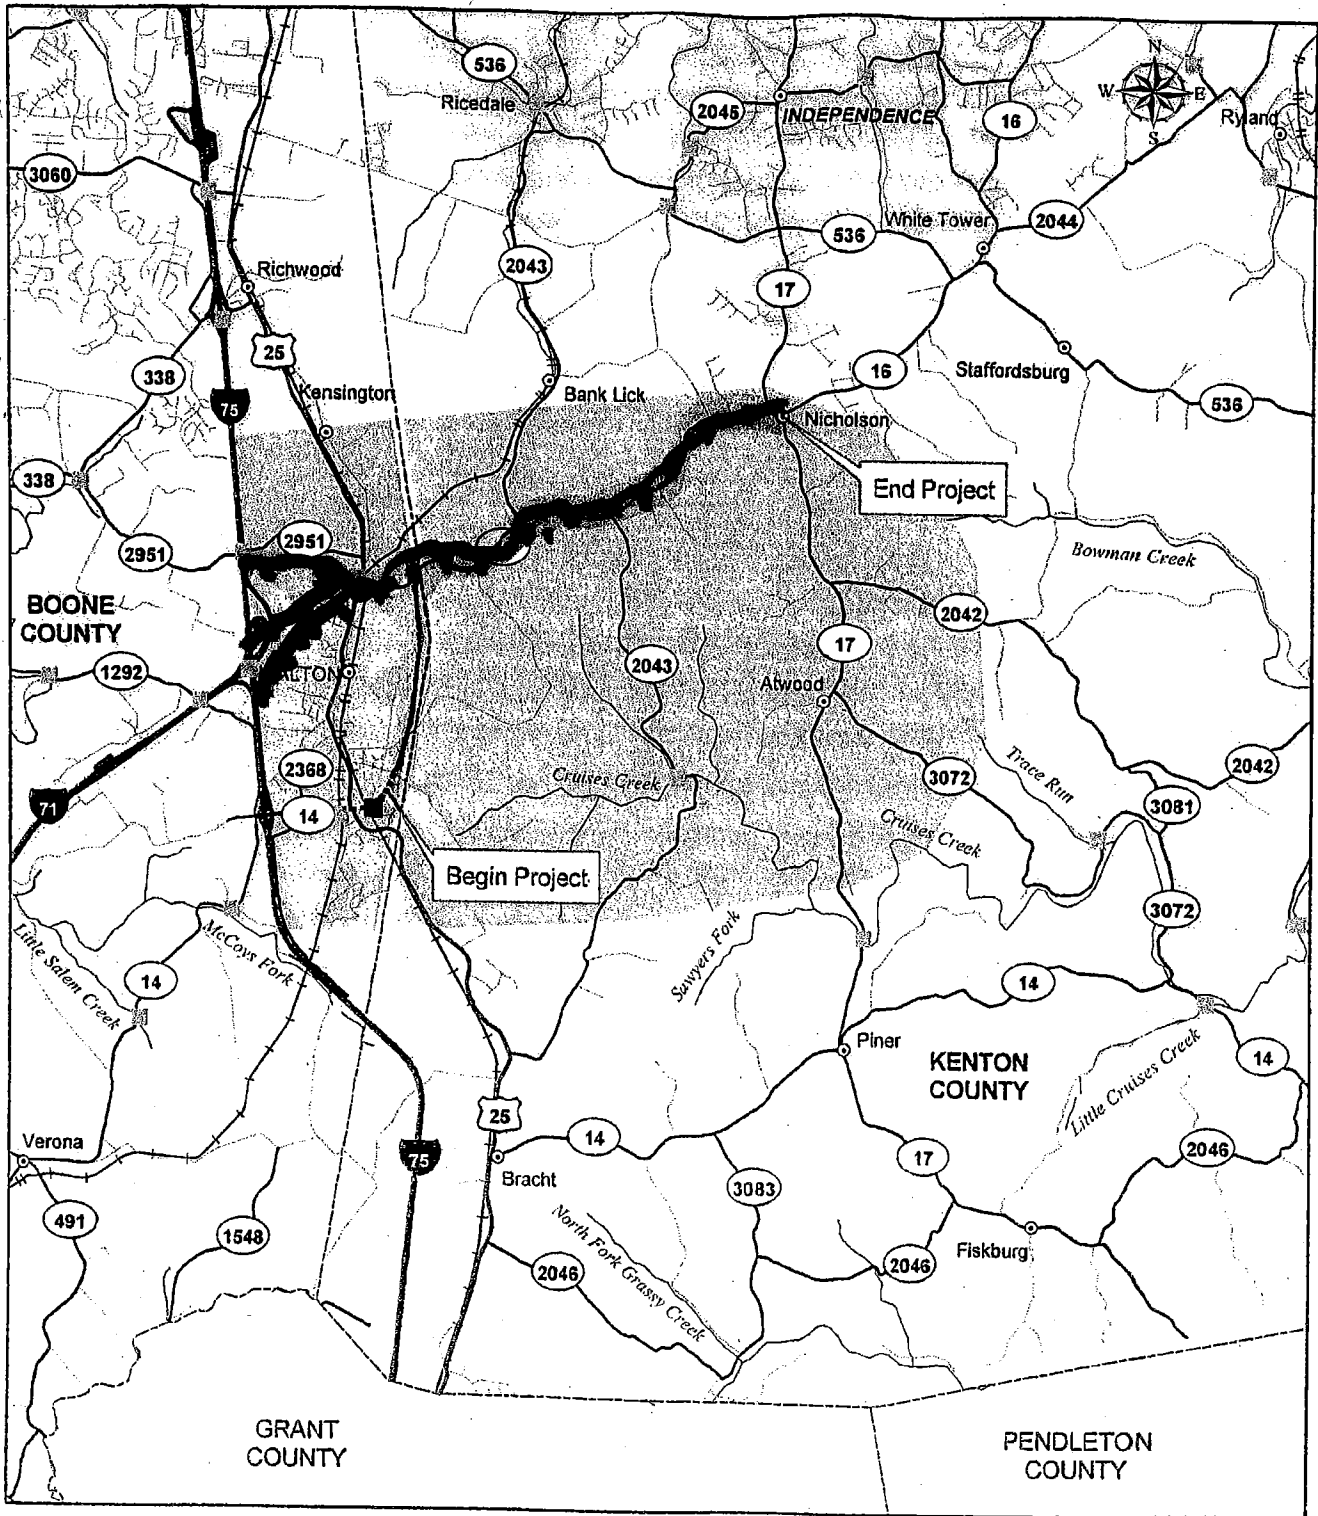 N
W
E
S
536
Ricedale
2045
INDEPENDENCE
16
Ryland
3060
White Tower
2044
536
2043
Richwood
17
25
338
Kensington
Bank Lick
16
Staffordsburg
75
536
Nicholson
338
End Project
2951
2951
Bowman Creek
BOONE
COUNTY
2042
17
1292
ALTON
2043
Atwood
Trace Run
2368
Cruises Creek
3072
2042
71
14
3081
Cruises Creek
Begin Project
3072
Little Salem Creek
McCoys Fork
Sawyers Fork
14
14
Piner
KENTON
COUNTY
Little Cruises Creek
14
25
Verona
14
75
17
2046
Bracht
3083
491
1548
North Fork Grassy Creek
2046
2046
Fiskburg
GRANT
COUNTY
PENDLETON
COUNTY